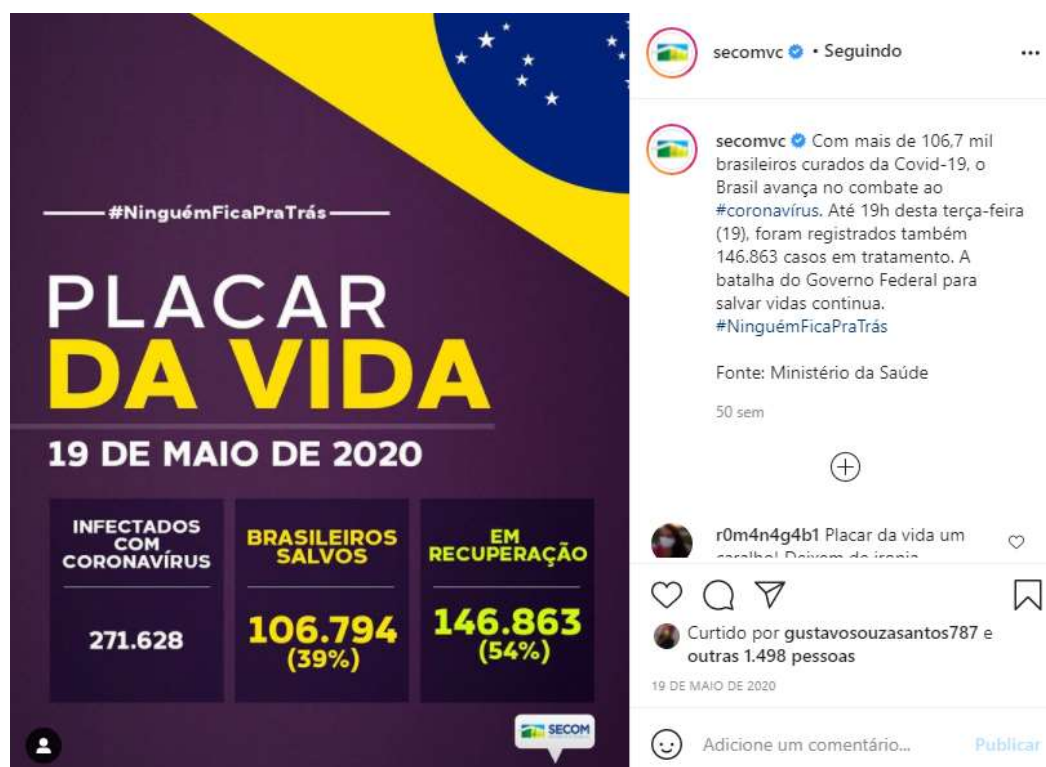 #NinguémFicaPraTrás
PLACAR
DA VIDA
19 DE MAIO DE 2020
INFECTADOS
COM
CORONAVÍRUS
271.628
BRASILEIROS
SALVOS
106.794
(39%)
EM
RECUPERAÇÃO
146.863
(54%)
SECOM
secomvc • Seguindo
secomvc Com mais de 106,7 mil
brasileiros curados da Covid-19, o
Brasil avança no combate ao
#coronavírus. Até 19h desta terça-feira
(19), foram registrados também
146.863 casos em tratamento. A
batalha do Governo Federal para
salvar vidas continua.
#NinguémFicaPraTrás
Fonte: Ministério da Saúde
50 sem
r0m4n4g4b1 Placar da vida um
caralho! Deixem de ironia
Curtido por gustavosouzasantos787 e
outras 1.498 pessoas
19 DE MAIO DE 2020
Adicione um comentário...
Publicar